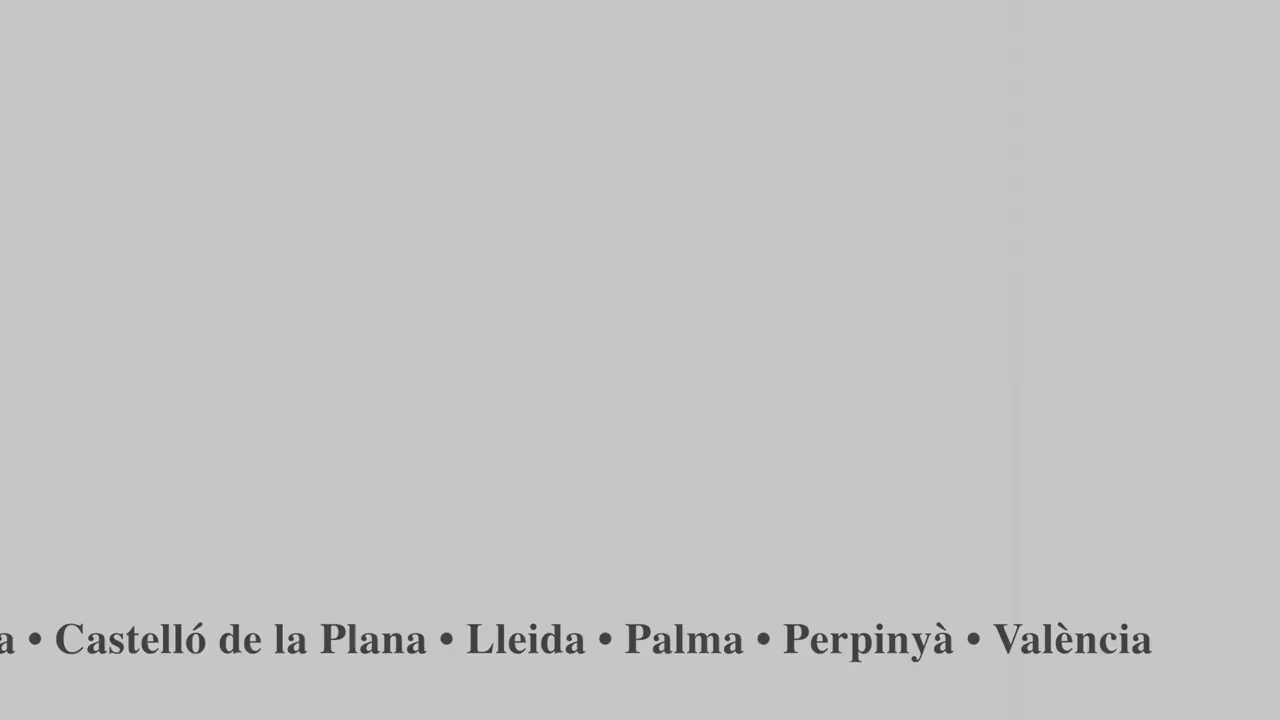 a • Castelló de la Plana • Lleida • Palma • Perpinyà • València